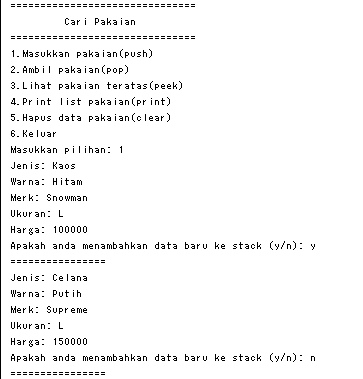 ===============================
Cari Pakaian
===============================
1.Masukkan pakaian(push)
2.Ambil pakaian(pop)
3.Lihat pakaian teratas(peek)
4.Print list pakaian(print)
5.Hapus data pakaian(clear)
6.Keluar
Masukkan pilihan: 1
Jenis: Kaos
Warna: Hitam
Merk: Snowman
Ukuran: L
Harga: 100000
Apakah anda menambahkan data baru ke stack (y/n): y
================
Jenis: Celana
Warna: Putih
Merk: Supreme
Ukuran: L
Harga: 150000
Apakah anda menambahkan data baru ke stack (y/n): n
================